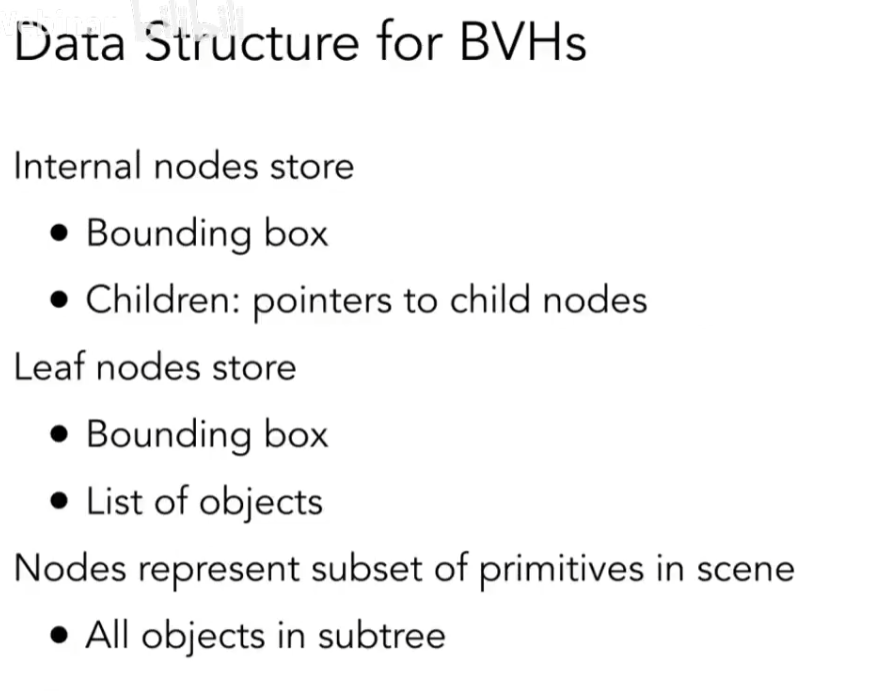 Data Structure for BVHs
Internal nodes store
• Bounding box
• Children: pointers to child nodes
Leaf nodes store
• Bounding box
• List of objects
Nodes represent subset of primitives in scene
• All objects in subtree